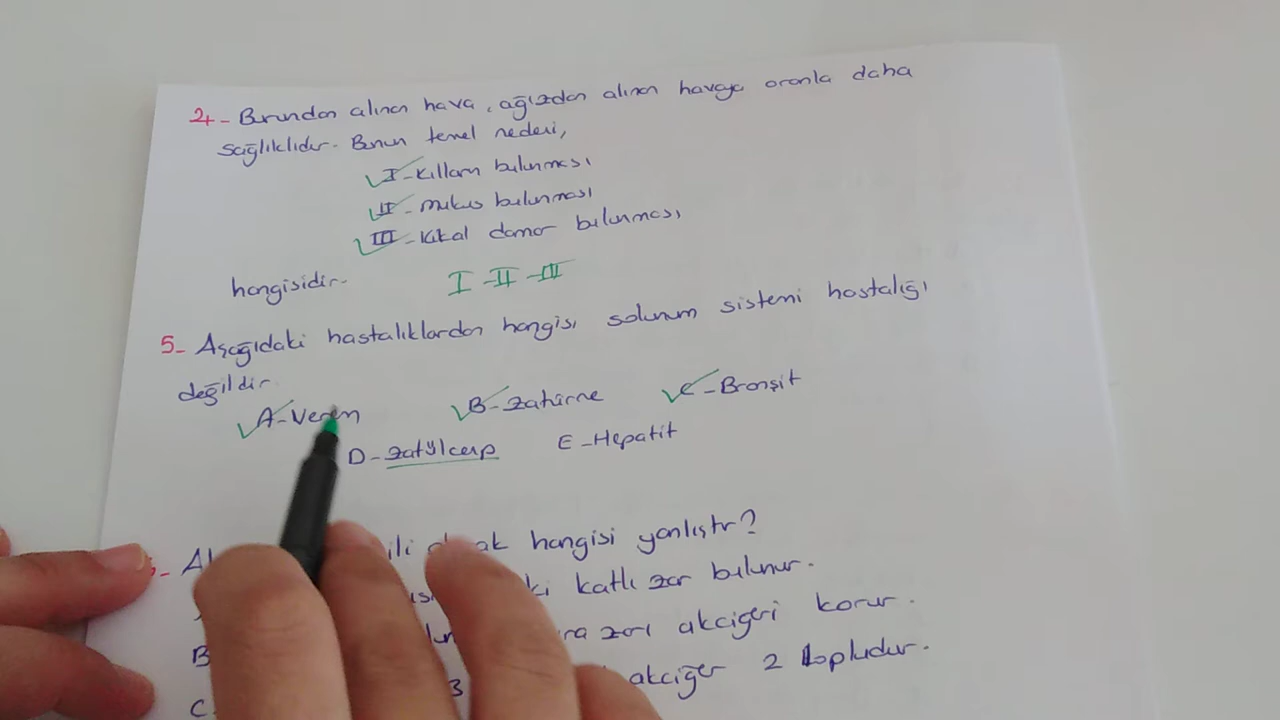 4- Burundan alınan hava, ağızdan alınan havaya oranla daha
sağlıklıdır. Bunun temel nedeni,
I-Kılların bulunması
II-mukus bulunması
III-Kılcal damar bulunması
hangisidir.
I-II-III
5- Aşağıdaki hastalıklardan hangisi solunum sistemi hastalığı
değildir
A-Verem B-zatürre C-Bronşit
D-zatülcenp E-Hepatit
hangisi yanlıştır?
katlı zar bulunur.
zarı akciğeri korur.
B
akciğer 2 lopludur.
C